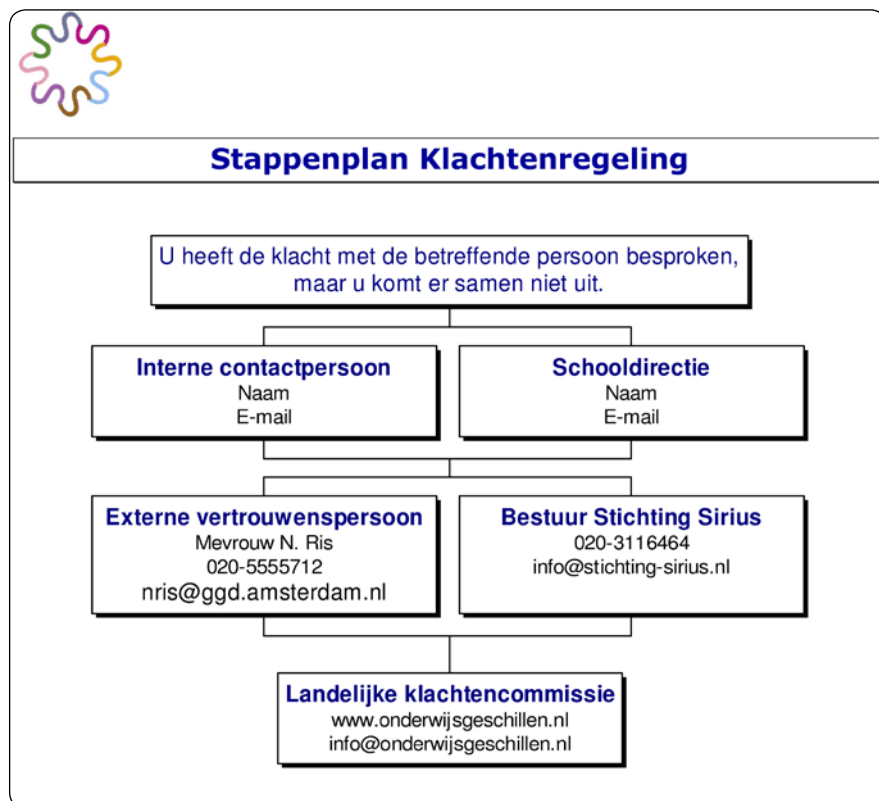 Stappenplan Klachtenregeling
U heeft de klacht met de betreffende persoon besproken,
maar u komt er samen niet uit.
Interne contactpersoon
Naam
E-mail
Schooldirectie
Naam
E-mail
Externe vertrouwenspersoon
Mevrouw N. Ris
020-5555712
nris@ggd.amsterdam.nl
Bestuur Stichting Sirius
020-3116464
info@stichting-sirius.nl
Landelijke klachtencommissie
www.onderwijsgeschillen.nl
info@onderwijsgeschillen.nl